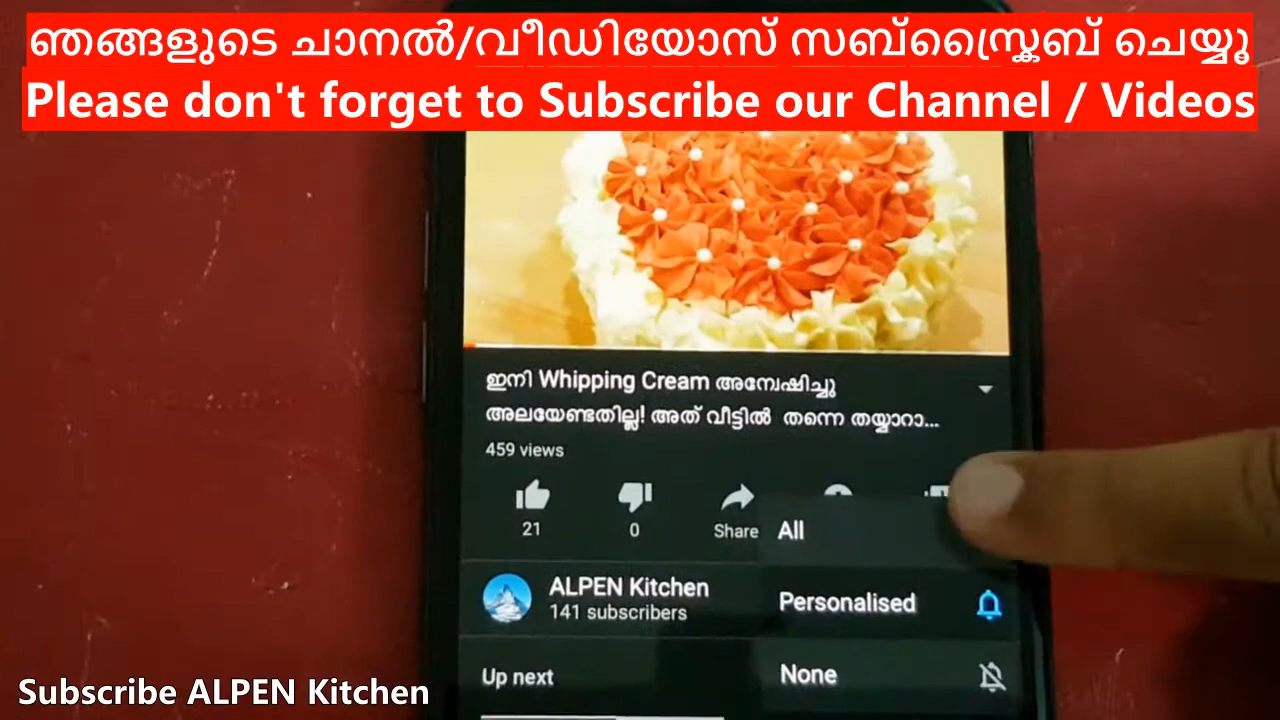 ഞങ്ങളുടെ ചാനൽ/വീഡിയോസ് സബ്സ്ക്രൈബ് ചെയ്യൂ
Please don't forget to Subscribe our Channel / Videos
ഇനി Whipping Cream അന്വേഷിച്ചു
അലയേണ്ടതില്ല! അത് വീട്ടിൽ തന്നെ തയ്യാറാ...
459 views
21
0
Share
All
ALPEN Kitchen
141 subscribers
Personalised
Up next
None
Subscribe ALPEN Kitchen